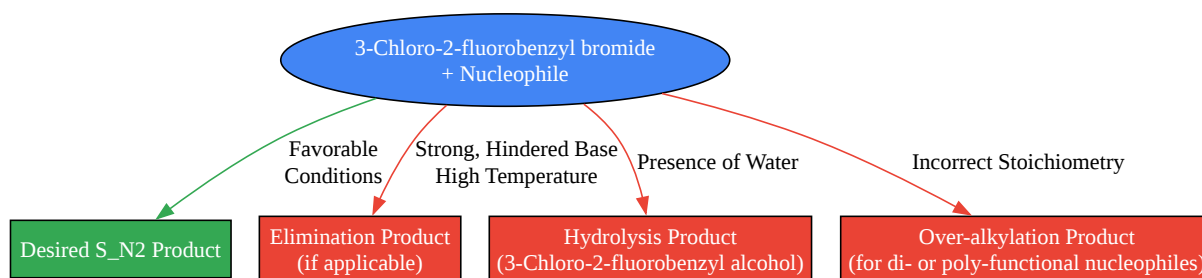 3-Chloro-2-fluorobenzyl bromide
+ Nucleophile
Favorable
Conditions
Strong, Hindered Base
High Temperature
Presence of Water
Incorrect Stoichiometry
Desired S_N2 Product
Elimination Product
(if applicable)
Hydrolysis Product
(3-Chloro-2-fluorobenzyl alcohol)
Over-alkylation Product
(for di- or poly-functional nucleophiles)